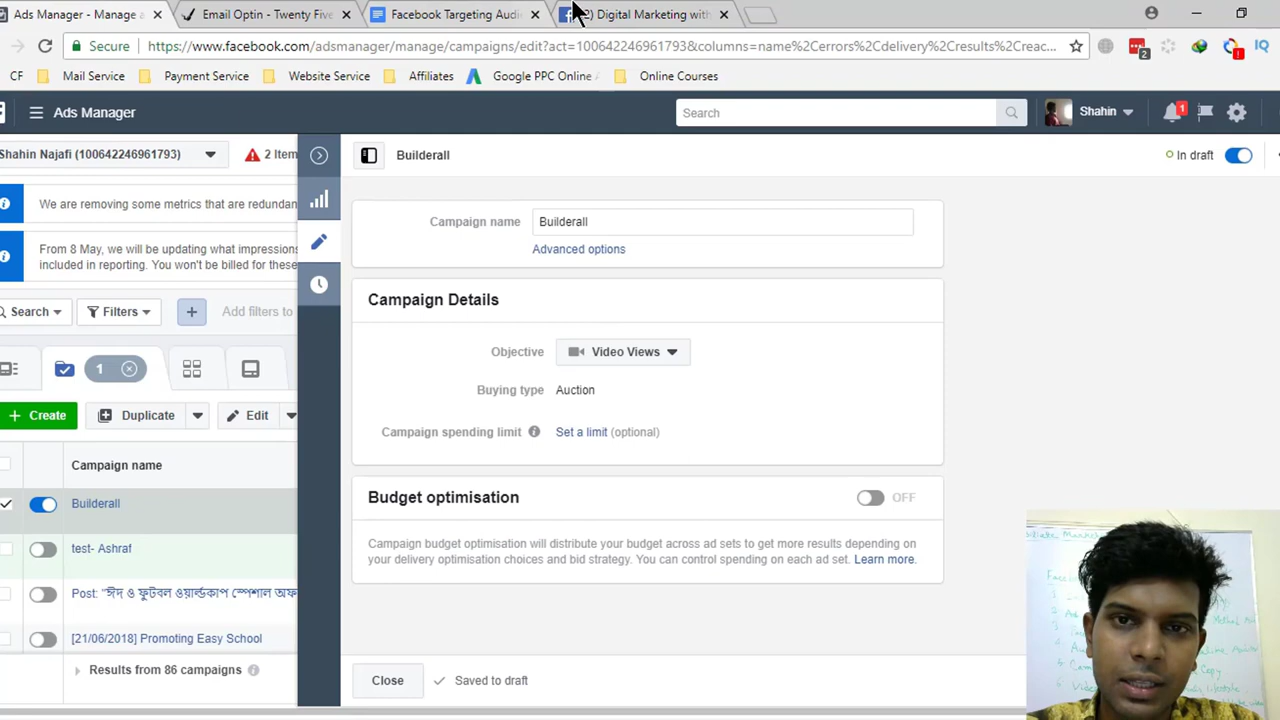 Ads Manager - Manage a
Email Optin - Twenty Five
Facebook Targeting Audi
2) Digital Marketing with
Secure
https://www.facebook.com/adsmanager/manage/campaigns/edit?act=100642246961793&columns=name%2Cerrors%2Cdelivery%2Cresults%2Creac...
2
IQ
CF
Mail Service
Payment Service
Website Service
Affiliates
Google PPC Online A
Online Courses
Ads Manager
Search
Shahin
1
Shahin Najafi (100642246961793)
2 Item
Builderall
In draft
We are removing some metrics that are redundan
From 8 May, we will be updating what impressions
included in reporting. You won't be billed for these
Campaign name
Builderall
Advanced options
Campaign Details
Objective
Video Views
Buying type
Auction
Campaign spending limit
Set a limit (optional)
Search
Filters
Add filters to
1
Create
Duplicate
Edit
Campaign name
Builderall
test- Ashraf
Post: "ঈদ ও ফুটবল ওয়ার্ল্ডকাপ স্পেশাল অফ
[21/06/2018] Promoting Easy School
Results from 86 campaigns
Budget optimisation
OFF
Campaign budget optimisation will distribute your budget across ad sets to get more results depending on
your delivery optimisation choices and bid strategy. You can control spending on each ad set. Learn more.
Close
Saved to draft